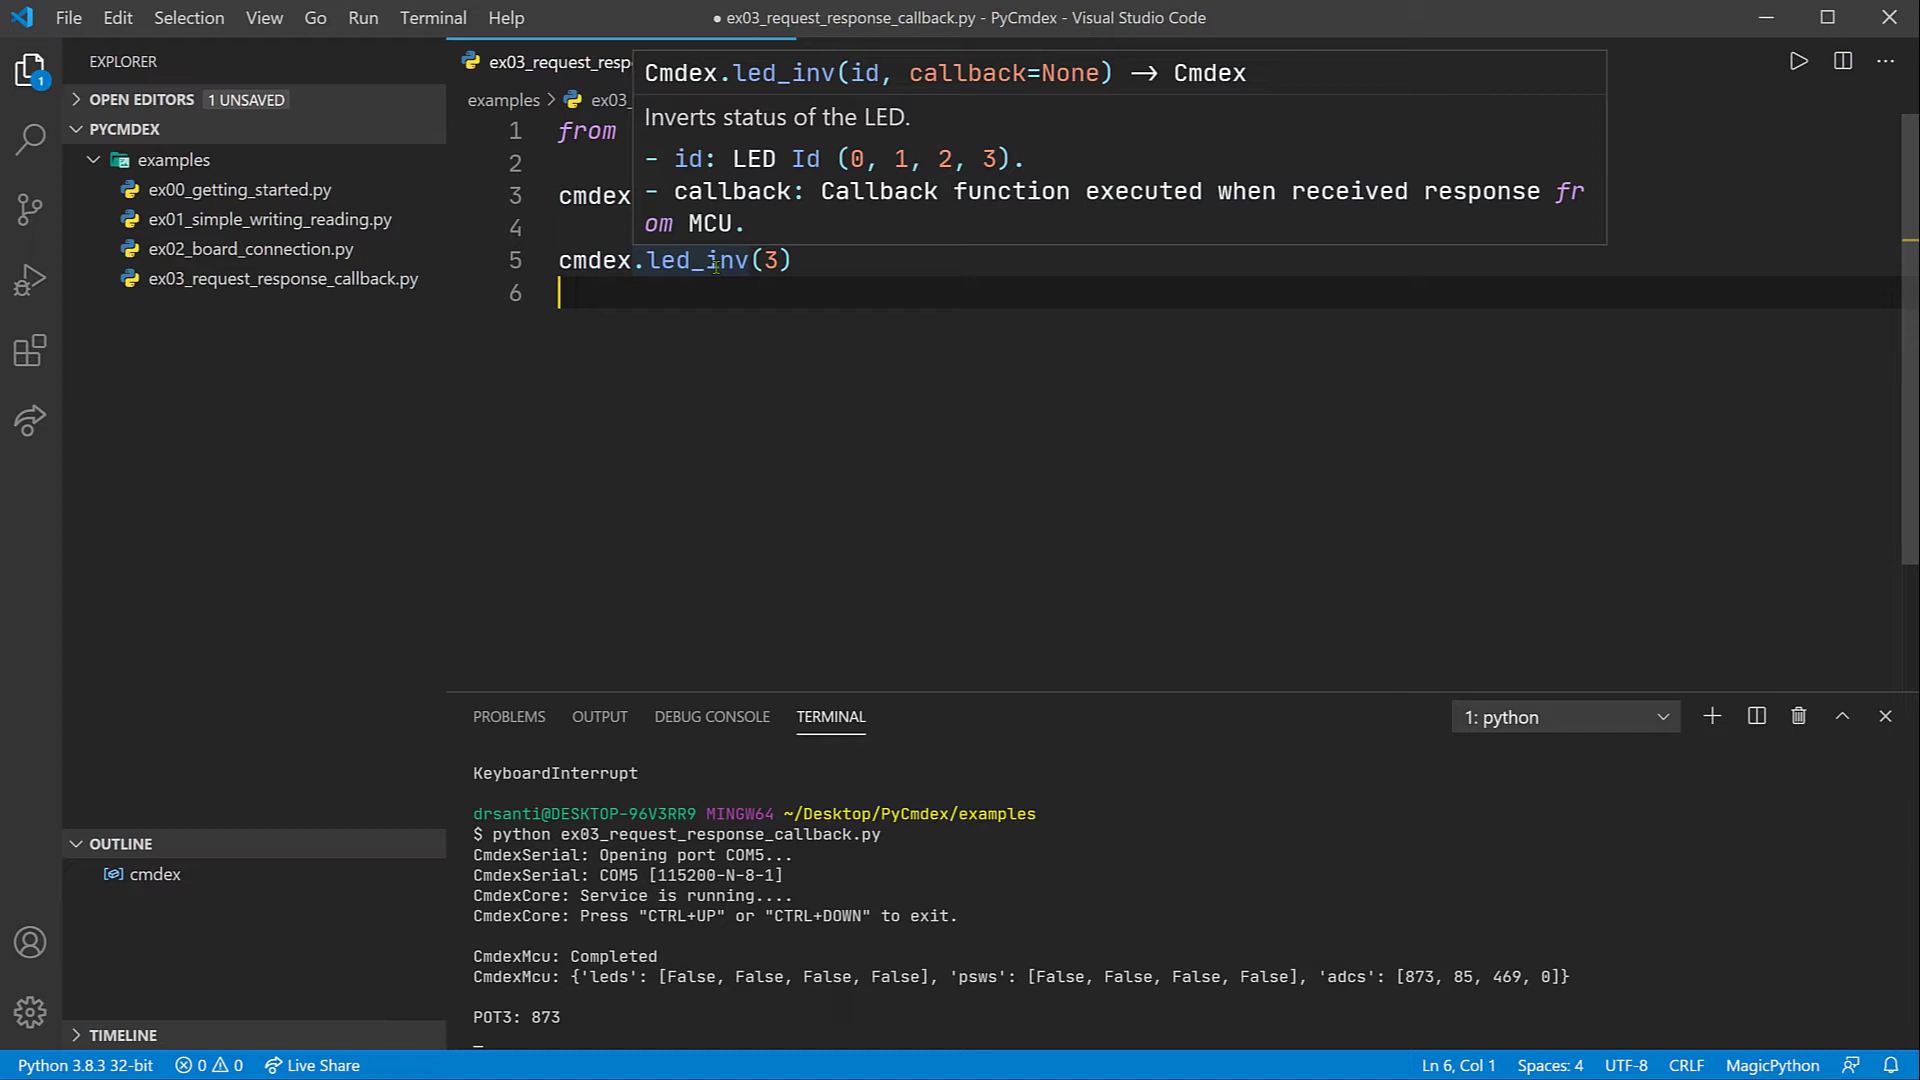 File Edit Selection View Go Run Terminal Help
● ex03_request_response_callback.py - PyCmdex - Visual Studio Code
1
EXPLORER
OPEN EDITORS 1 UNSAVED
PYCMDEX
examples
ex00_getting_started.py
ex01_simple_writing_reading.py
ex02_board_connection.py
ex03_request_response_callback.py
OUTLINE
cmdex
TIMELINE
ex03_request_resp
examples > ex03_
Cmdex.led_inv(id, callback=None) → Cmdex
Inverts status of the LED.
- id: LED Id (0, 1, 2, 3).
- callback: Callback function executed when received response fr
om MCU.
1 from
2
3 cmdex
4
5 cmdex.led_inv(3)
6
PROBLEMS OUTPUT DEBUG CONSOLE TERMINAL
1: python
KeyboardInterrupt
drsanti@DESKTOP-96V3RR9 MINGW64 ~/Desktop/PyCmdex/examples
$ python ex03_request_response_callback.py
CmdexSerial: Opening port COM5...
CmdexSerial: COM5 [115200-N-8-1]
CmdexCore: Service is running....
CmdexCore: Press "CTRL+UP" or "CTRL+DOWN" to exit.
CmdexMcu: Completed
CmdexMcu: {'leds': [False, False, False, False], 'psws': [False, False, False, False], 'adcs': [873, 85, 469, 0]}
POT3: 873
Python 3.8.3 32-bit 0 0 Live Share
Ln 6, Col 1 Spaces: 4 UTF-8 CRLF MagicPython